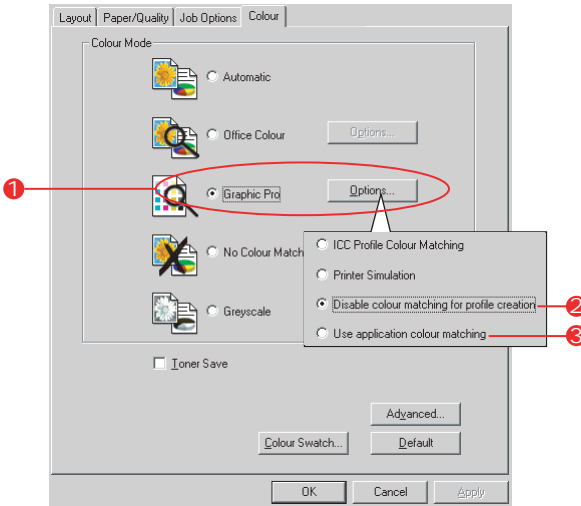 Layout Paper/Quality Job Options Colour
Colour Mode
Automatic
Office Colour Options...
1
Graphic Pro Options...
No Colour Match
ICC Profile Colour Matching
Printer Simulation
Disable colour matching for profile creation 2
Greyscale
Use application colour matching 3
Toner Save
Advanced...
Colour Swatch... Default
OK Cancel Apply